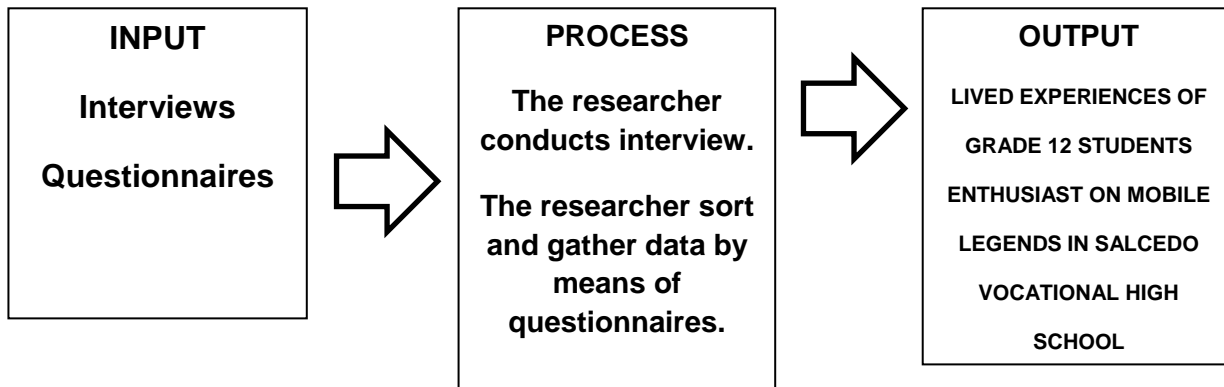 INPUT
Interviews
Questionnaires
PROCESS
The researcher
conducts interview.
The researcher sort
and gather data by
means of
questionnaires.
OUTPUT
LIVED EXPERIENCES OF
GRADE 12 STUDENTS
ENTHUSIAST ON MOBILE
LEGENDS IN SALCEDO
VOCATIONAL HIGH
SCHOOL